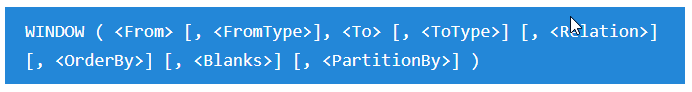 WINDOW ( <From> [, <FromType>], <To> [, <ToType>] [, <Relation>]
[, <OrderBy>] [, <Blanks>] [, <PartitionBy>] )